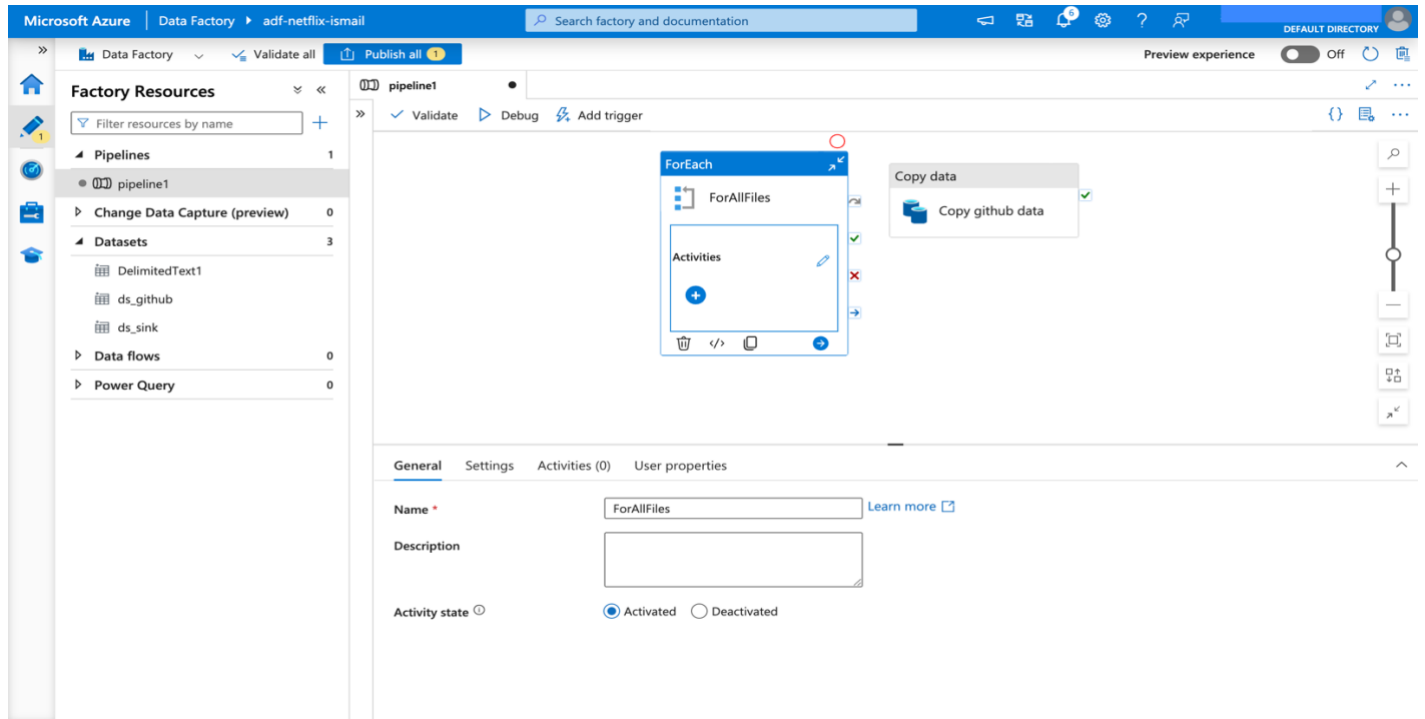 Microsoft Azure Data Factory adf-netflix-ismail Search factory and documentation 6 DEFAULT DIRECTORY
Data Factory Validate all Publish all 1 Preview experience Off
Factory Resources
Filter resources by name
1
Pipelines 1
pipeline1
Change Data Capture (preview) 0
Datasets 3
DelimitedText1
ds_github
ds_sink
Data flows 0
Power Query 0
pipeline1
Validate Debug Add trigger
ForEach
ForAllFiles
Activities
Copy data
Copy github data
General Settings Activities (0) User properties
Name * ForAllFiles Learn more
Description
Activity state Activated Deactivated